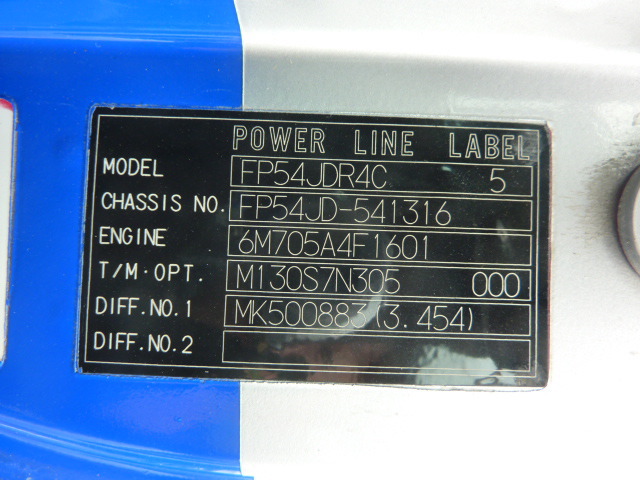 POWER LINE LABEL
MODEL FP54JDR4C 5
CHASSIS NO. FP54JD-541316
ENGINE 6M705A4F1601
T/M·OPT. M130S7N305 000
DIFF.NO.1 MK500883(3.454)
DIFF.NO.2